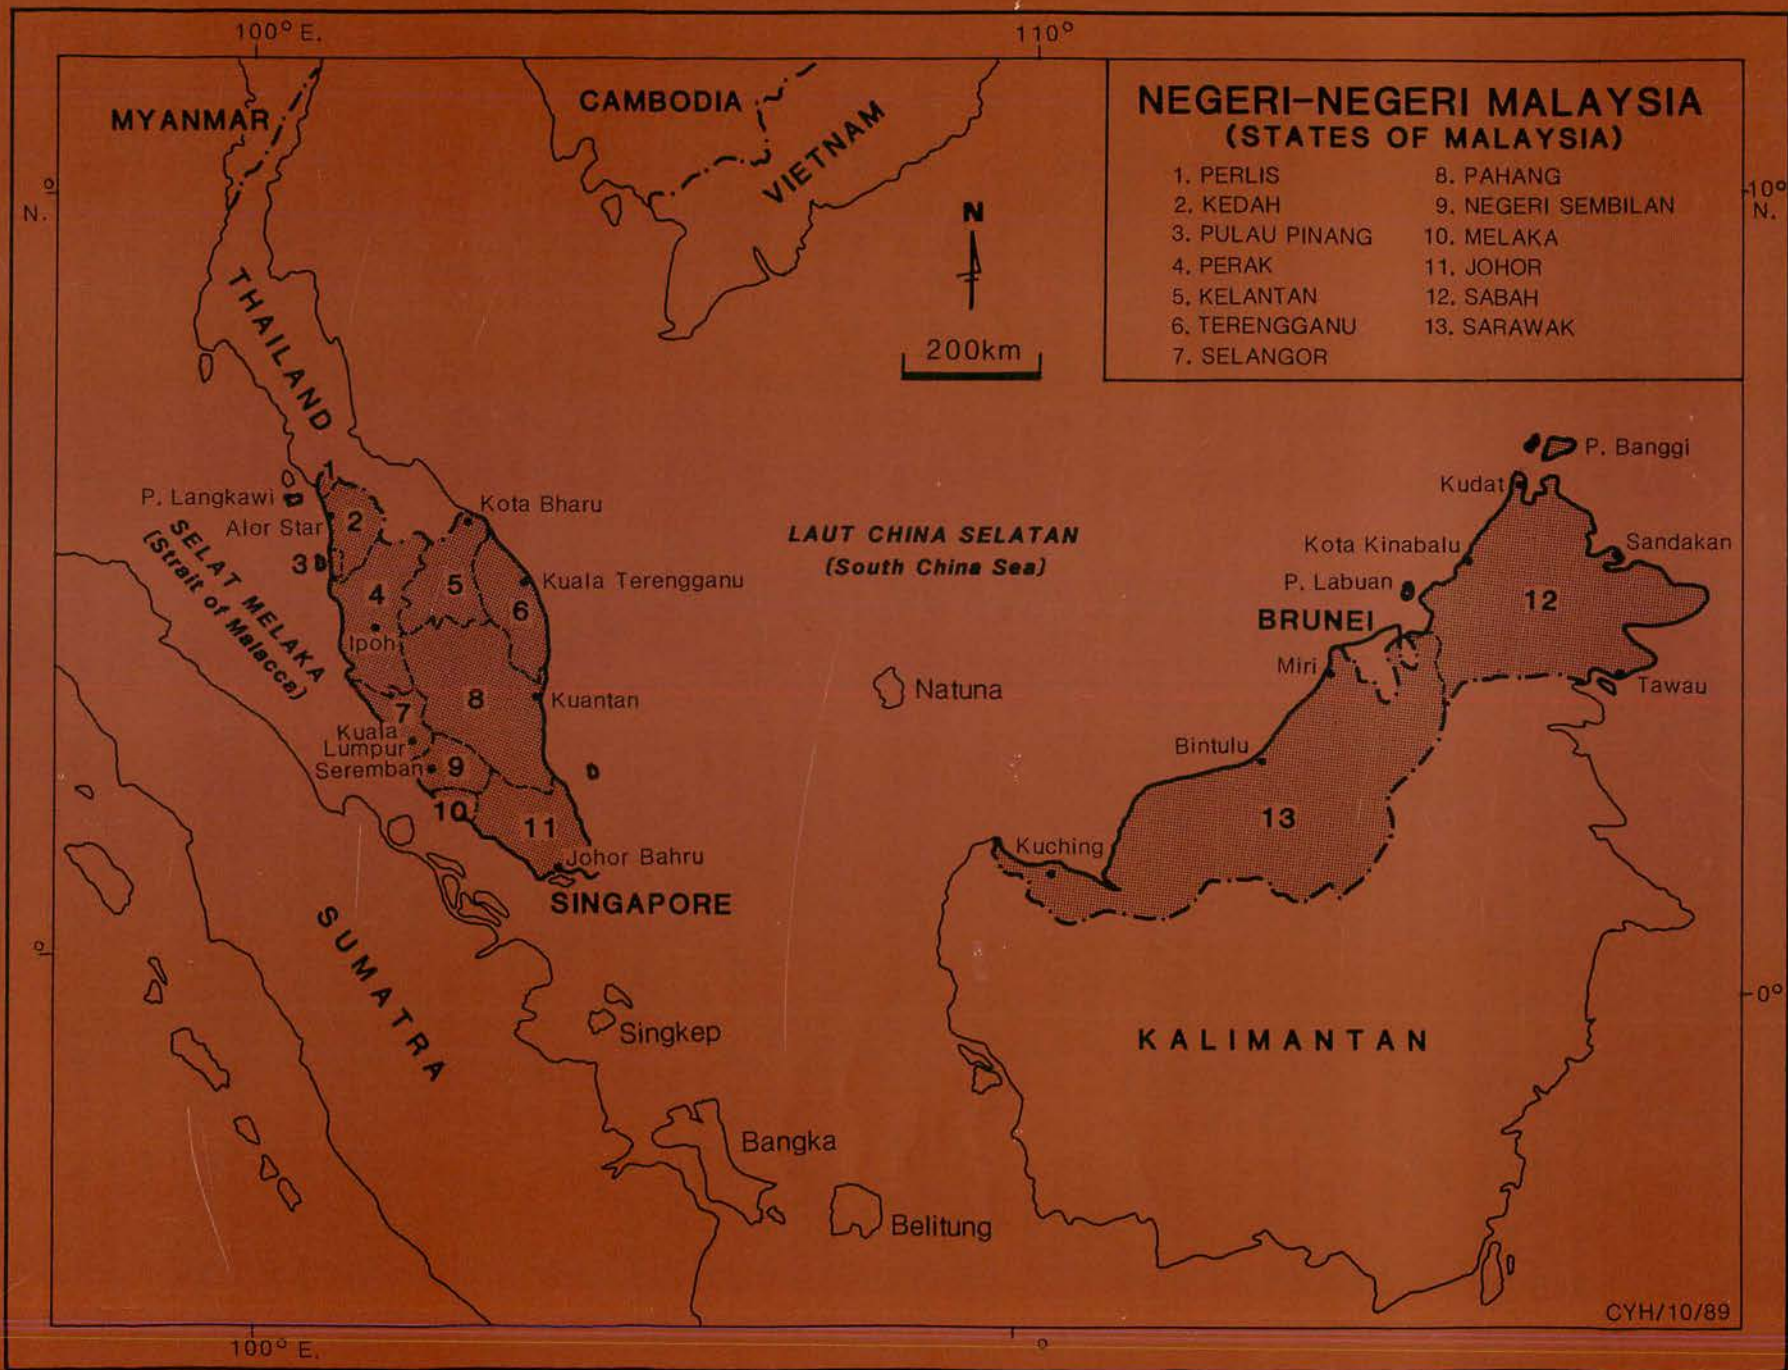 100° E.
110°
MYANMAR
CAMBODIA
VIETNAM
NEGERI–NEGERI MALAYSIA
(STATES OF MALAYSIA)
1. PERLIS
2. KEDAH
3. PULAU PINANG
4. PERAK
5. KELANTAN
6. TERENGGANU
7. SELANGOR
8. PAHANG
9. NEGERI SEMBILAN
10. MELAKA
11. JOHOR
12. SABAH
13. SARAWAK
°
N.
10°
N.
N
200km
THAILAND
P. Banggi
Kudat
1
P. Langkawi
Kota Bharu
Alor Star
2
SELAT MELAKA
(Strait of Malacca)
LAUT CHINA SELATAN
(South China Sea)
Kota Kinabalu
Sandakan
3
5
Kuala Terengganu
P. Labuan
4
6
12
BRUNEI
Ipoh
Miri
Natuna
Tawau
8
Kuantan
7
Kuala
Lumpur
Seremban
9
Bintulu
10
11
13
Johor Bahru
Kuching
SINGAPORE
SUMATRA
°
0°
Singkep
KALIMANTAN
Bangka
Belitung
CYH/10/89
100° E.
°